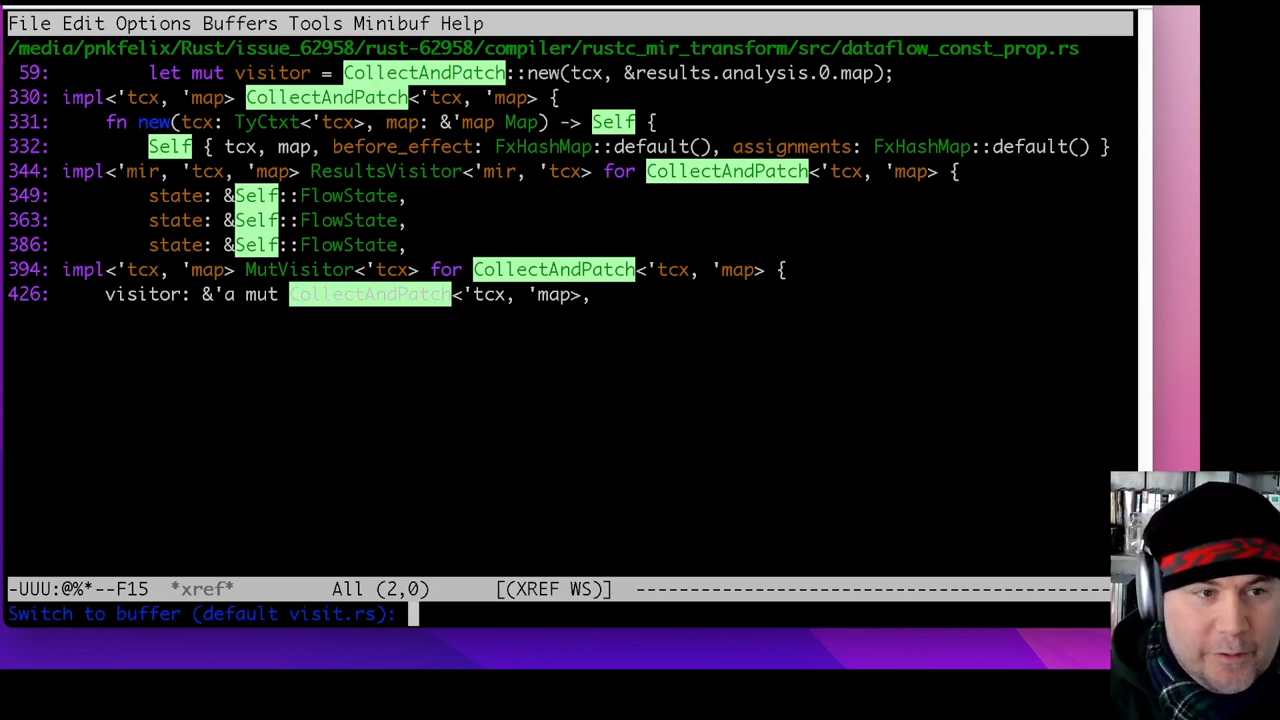 File Edit Options Buffers Tools Minibuf Help
/media/pnkfelix/Rust/issue_62958/rust-62958/compiler/rustc_mir_transform/src/dataflow_const_prop.rs
59:         let mut visitor = CollectAndPatch::new(tcx, &results.analysis.0.map);
330: impl<'tcx, 'map> CollectAndPatch<'tcx, 'map> {
331:     fn new(tcx: TyCtxt<'tcx>, map: &'map Map) -> Self {
332:         Self { tcx, map, before_effect: FxHashMap::default(), assignments: FxHashMap::default() }
344: impl<'mir, 'tcx, 'map> ResultsVisitor<'mir, 'tcx> for CollectAndPatch<'tcx, 'map> {
349:         state: &Self::FlowState,
363:         state: &Self::FlowState,
386:         state: &Self::FlowState,
394: impl<'tcx, 'map> MutVisitor<'tcx> for CollectAndPatch<'tcx, 'map> {
426:     visitor: &'a mut CollectAndPatch<'tcx, 'map>,
-UUU:@%*--F15  *xref*         All (2,0)      [(XREF WS)]  ----------------------------------------
Switch to buffer (default visit.rs):